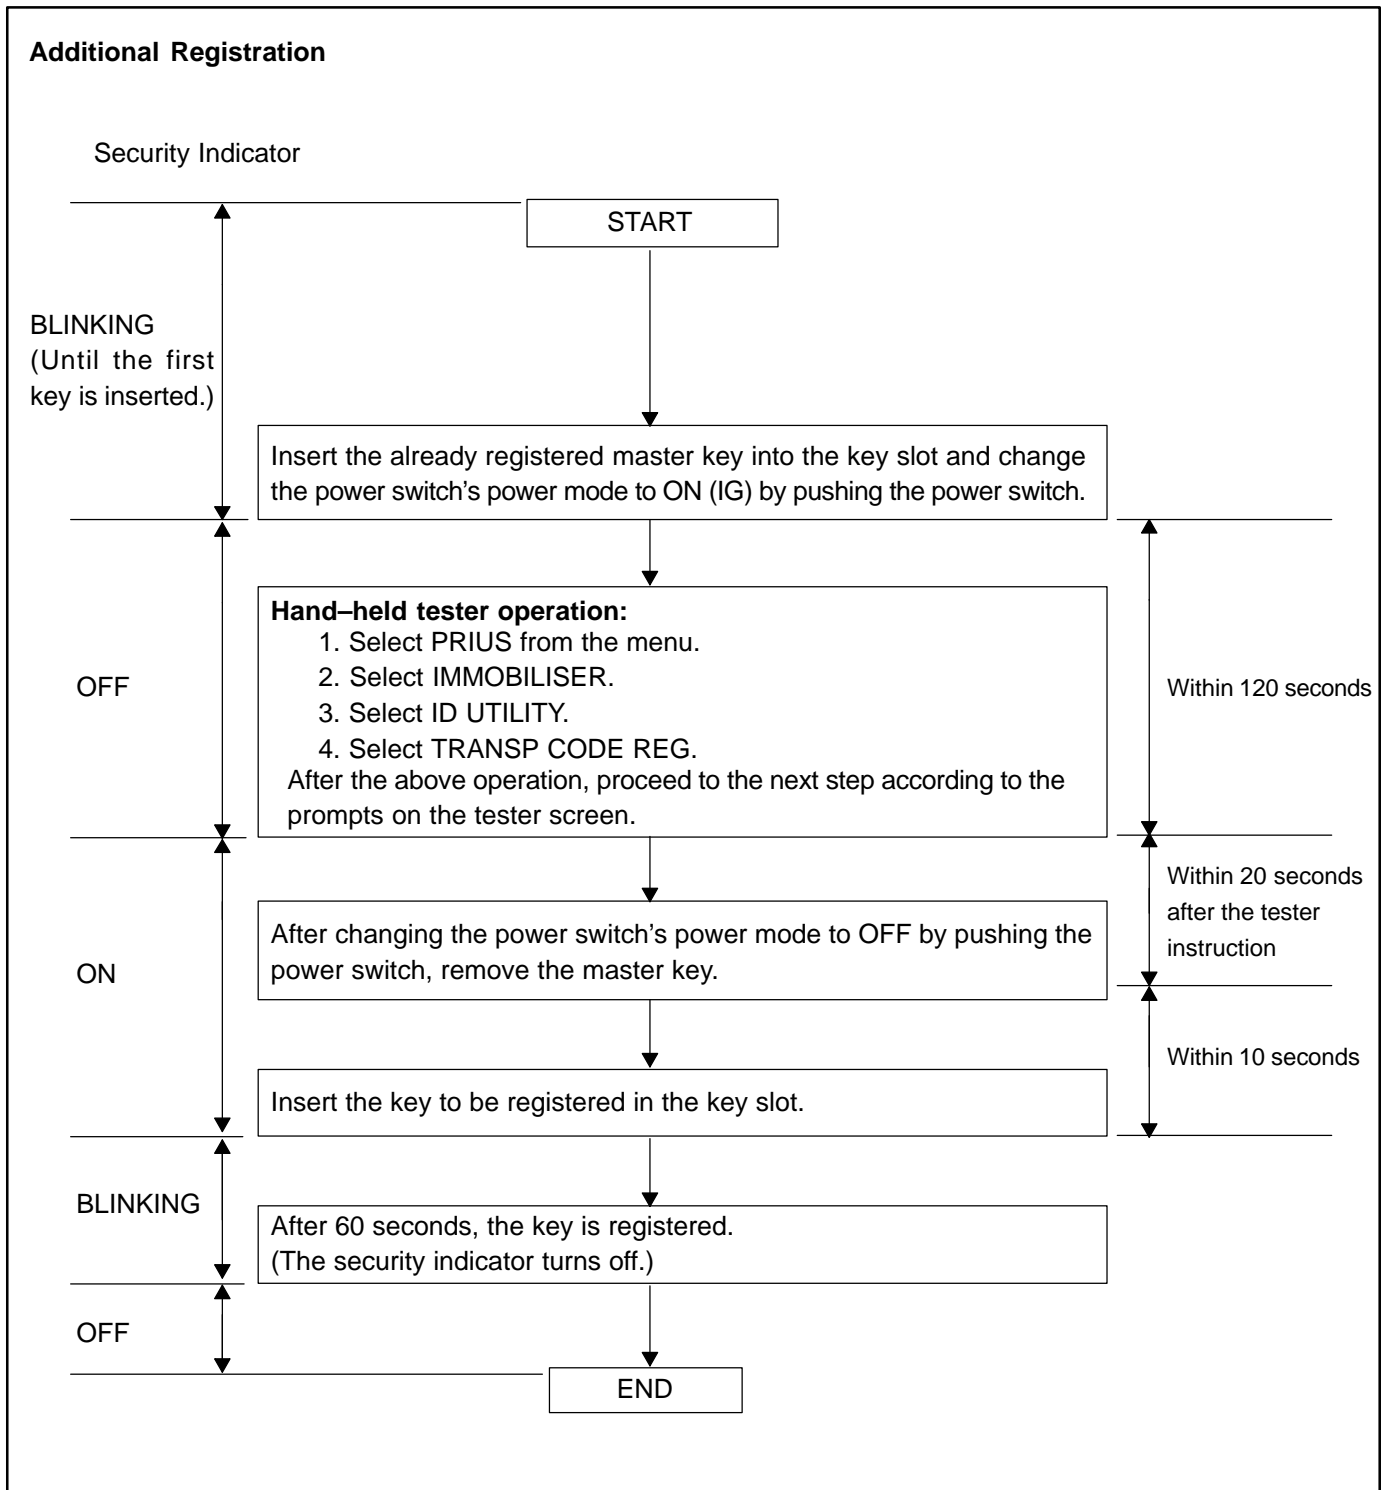 Additional Registration
Security Indicator
START
BLINKING
(Until the first
key is inserted.)
Insert the already registered master key into the key slot and change
the power switch’s power mode to ON (IG) by pushing the power switch.
Hand–held tester operation:
1. Select PRIUS from the menu.
2. Select IMMOBILISER.
3. Select ID UTILITY.
4. Select TRANSP CODE REG.
After the above operation, proceed to the next step according to the
prompts on the tester screen.
OFF
Within 120 seconds
Within 20 seconds
after the tester
instruction
After changing the power switch’s power mode to OFF by pushing the
power switch, remove the master key.
ON
Within 10 seconds
Insert the key to be registered in the key slot.
BLINKING
After 60 seconds, the key is registered.
(The security indicator turns off.)
OFF
END